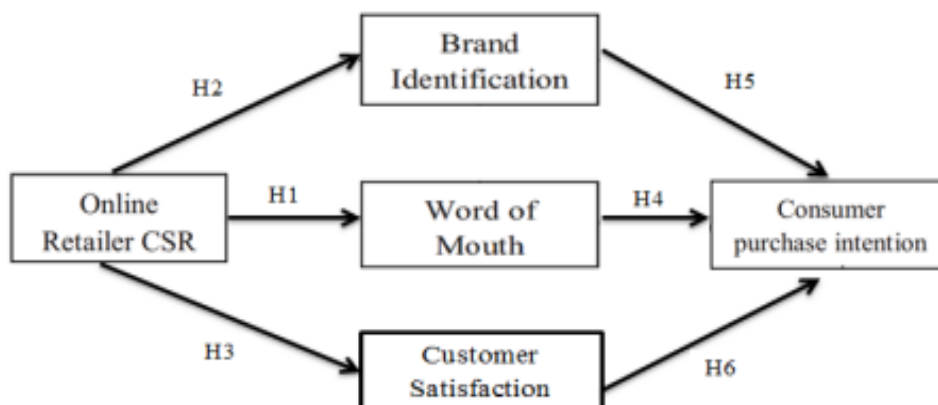 Brand
Identification
H2
H5
Online
Retailer CSR
H1
Word of
Mouth
H4
Consumer
purchase intention
H3
Customer
Satisfaction
H6